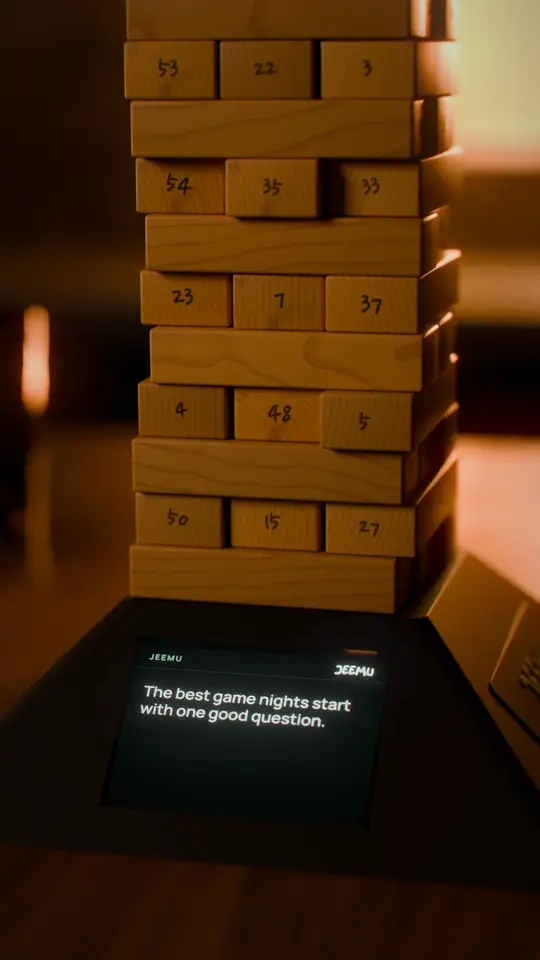 53 22 3
54 35 33
23 7 37
4 48 5
50 15 27
JEEMU JEEMU
The best game nights start
with one good question.